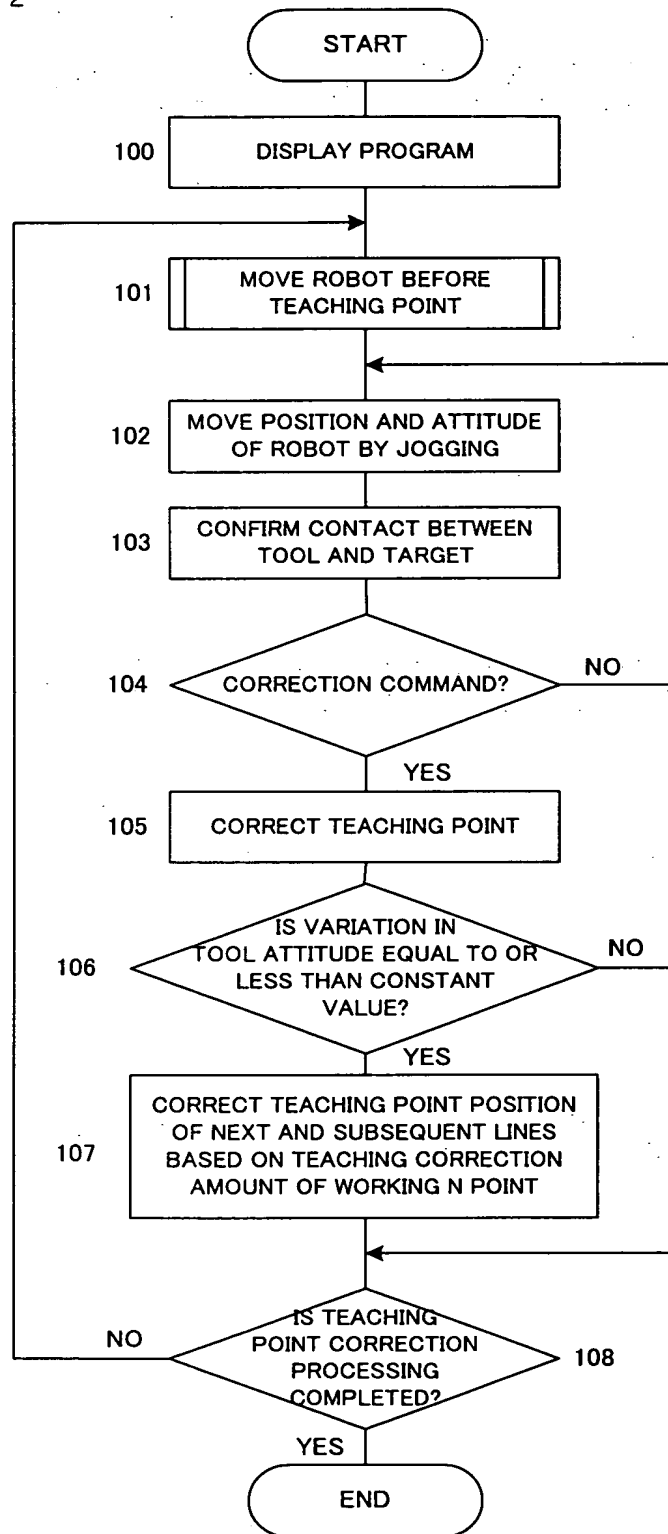 2
START
100
DISPLAY PROGRAM
101
MOVE ROBOT BEFORE
TEACHING POINT
102
MOVE POSITION AND ATTITUDE
OF ROBOT BY JOGGING
103
CONFIRM CONTACT BETWEEN
TOOL AND TARGET
104
CORRECTION COMMAND?
NO
YES
105
CORRECT TEACHING POINT
106
IS VARIATION IN
TOOL ATTITUDE EQUAL TO OR
LESS THAN CONSTANT
VALUE?
NO
YES
107
CORRECT TEACHING POINT POSITION
OF NEXT AND SUBSEQUENT LINES
BASED ON TEACHING CORRECTION
AMOUNT OF WORKING N POINT
NO
IS TEACHING
POINT CORRECTION
PROCESSING
COMPLETED?
108
YES
END